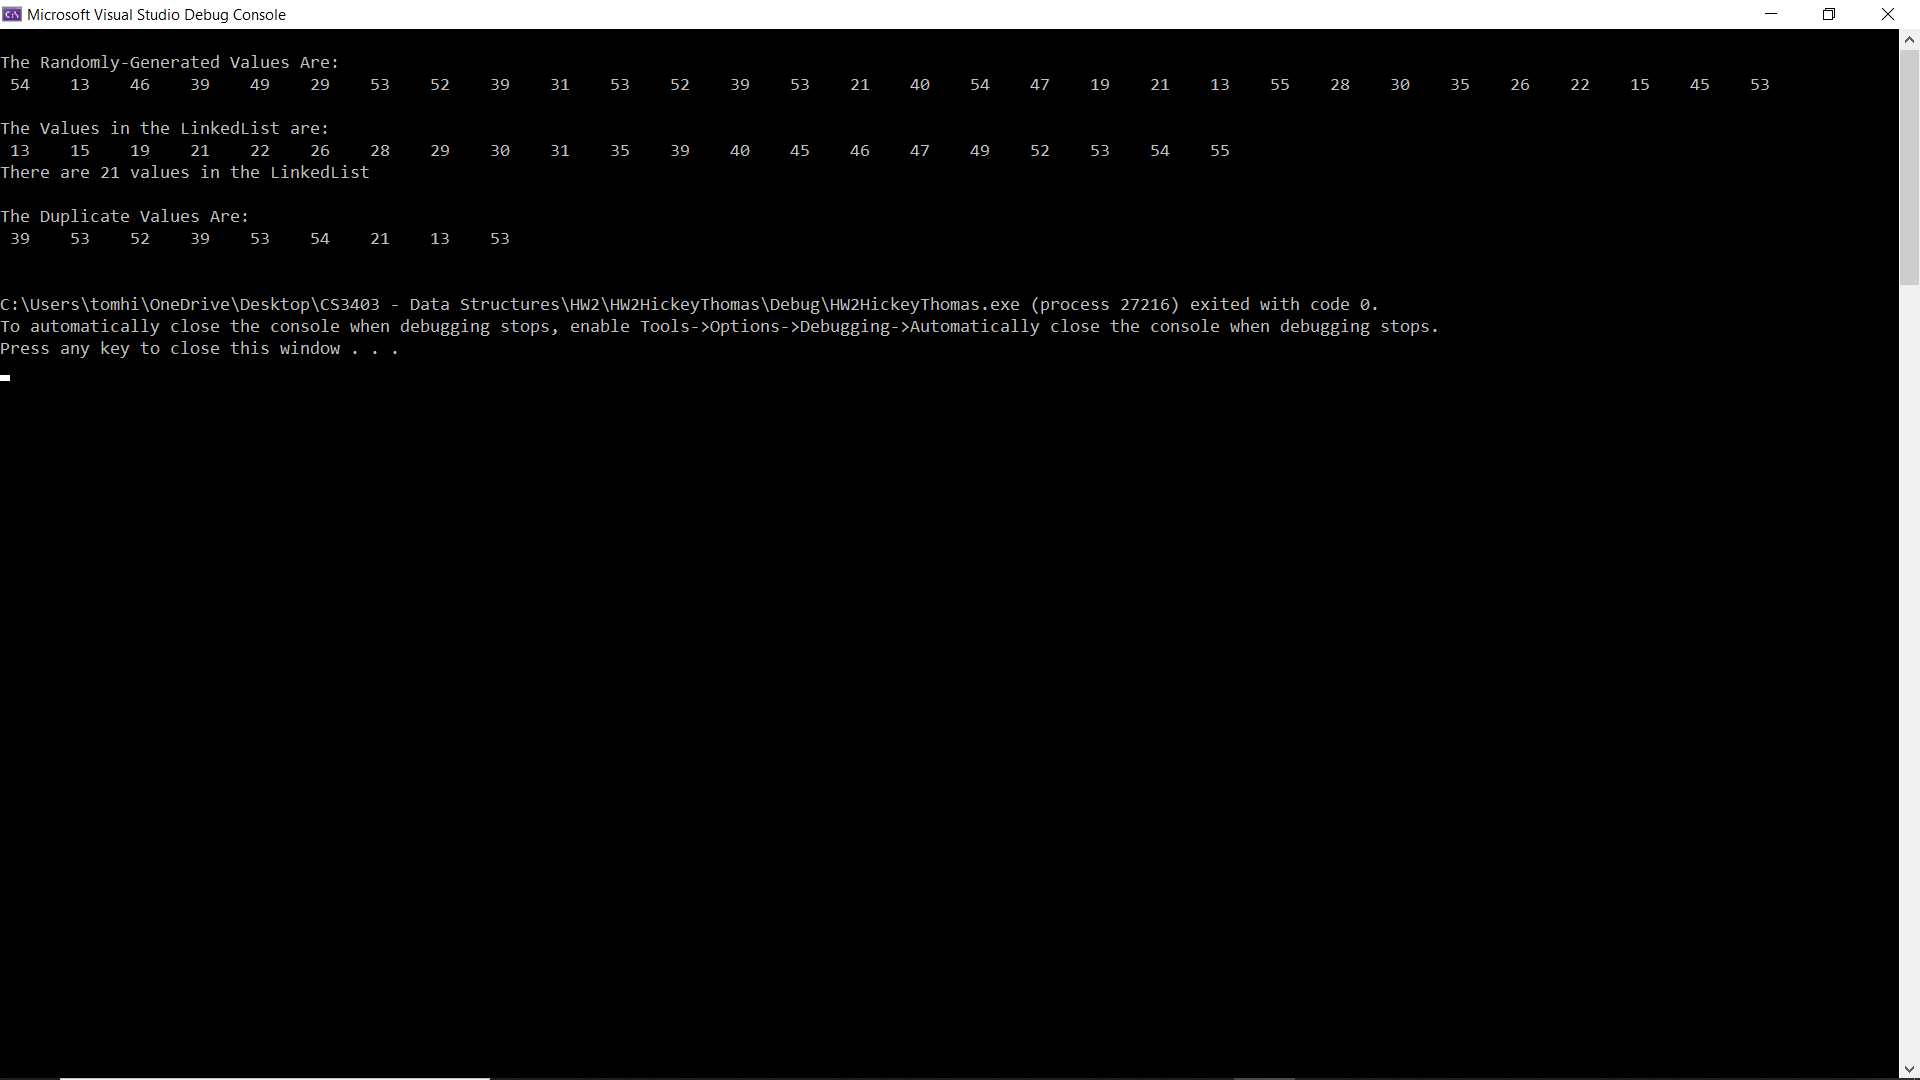 Microsoft Visual Studio Debug Console
The Randomly-Generated Values Are:
54 13 46 39 49 29 53 52 39 31 53 52 39 53 21 40 54 47 19 21 13 55 28 30 35 26 22 15 45 53
The Values in the LinkedList are:
13 15 19 21 22 26 28 29 30 31 35 39 40 45 46 47 49 52 53 54 55
There are 21 values in the LinkedList
The Duplicate Values Are:
39 53 52 39 53 54 21 13 53
C:\Users\tomhi\OneDrive\Desktop\CS3403 - Data Structures\HW2\HW2HickeyThomas\Debug\HW2HickeyThomas.exe (process 27216) exited with code 0.
To automatically close the console when debugging stops, enable Tools->Options->Debugging->Automatically close the console when debugging stops.
Press any key to close this window . . .